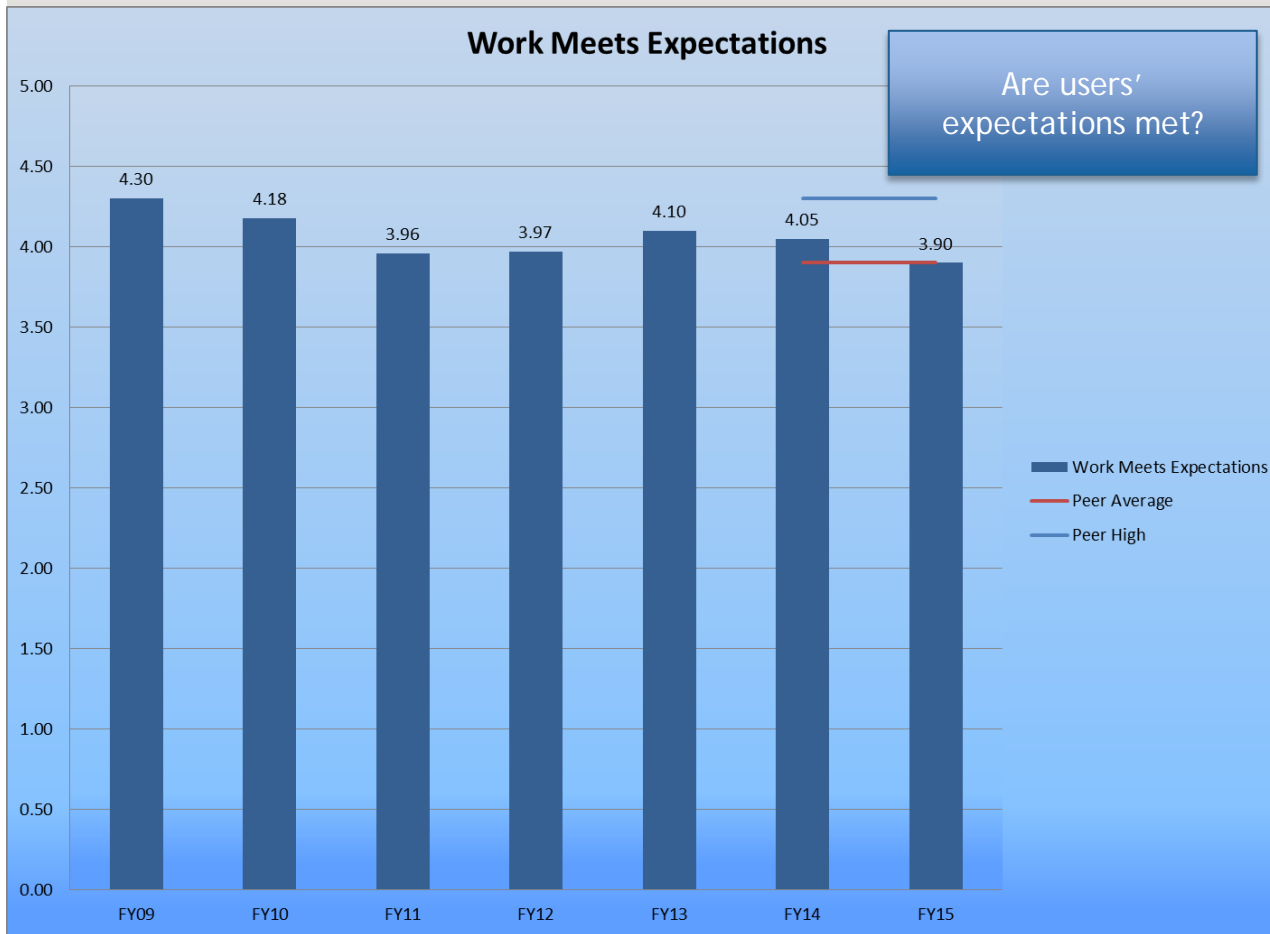 Work Meets Expectations
Are users′
expectations met?
5.00
4.50
4.00
3.50
3.00
2.50
2.00
1.50
1.00
0.50
0.00
4.30
4.18
3.96
3.97
4.10
4.05
3.90
FY09
FY10
FY11
FY12
FY13
FY14
FY15
Work Meets Expectations
Peer Average
Peer High